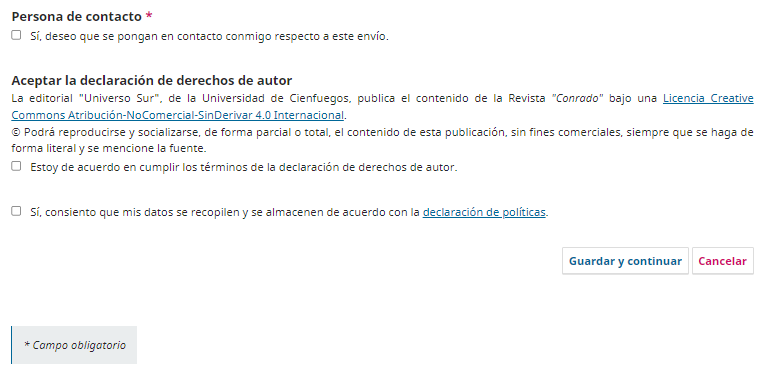 Persona de contacto *
Sí, deseo que se pongan en contacto conmigo respecto a este envío.
Aceptar la declaración de derechos de autor
La editorial "Universo Sur", de la Universidad de Cienfuegos, publica el contenido de la Revista "Conrado" bajo una Licencia Creative
Commons Atribución-NoComercial-SinDerivar 4.0 Internacional.
© Podrá reproducirse y socializarse, de forma parcial o total, el contenido de esta publicación, sin fines comerciales, siempre que se haga de
forma literal y se mencione la fuente.
Estoy de acuerdo en cumplir los términos de la declaración de derechos de autor.
Sí, consiento que mis datos se recopilen y se almacenen de acuerdo con la declaración de políticas.
Guardar y continuar Cancelar
* Campo obligatorio